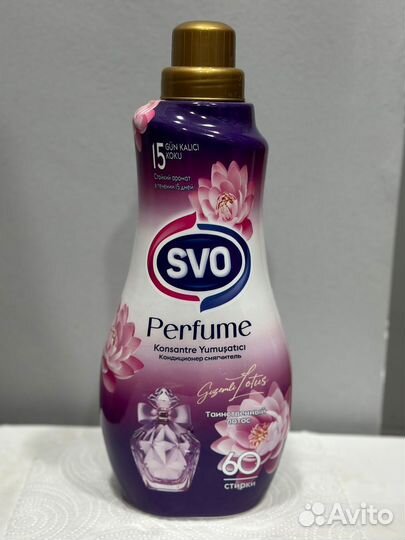 15 GÜN KALICI
KOKU
Стойкий аромат
в течении 15 дней
SVO
Perfume
Konsantre Yumuşatıcı
Кондиционер смягчитель
Gizemli Lotus
Таинственный
лотос
60
стирки
Avito